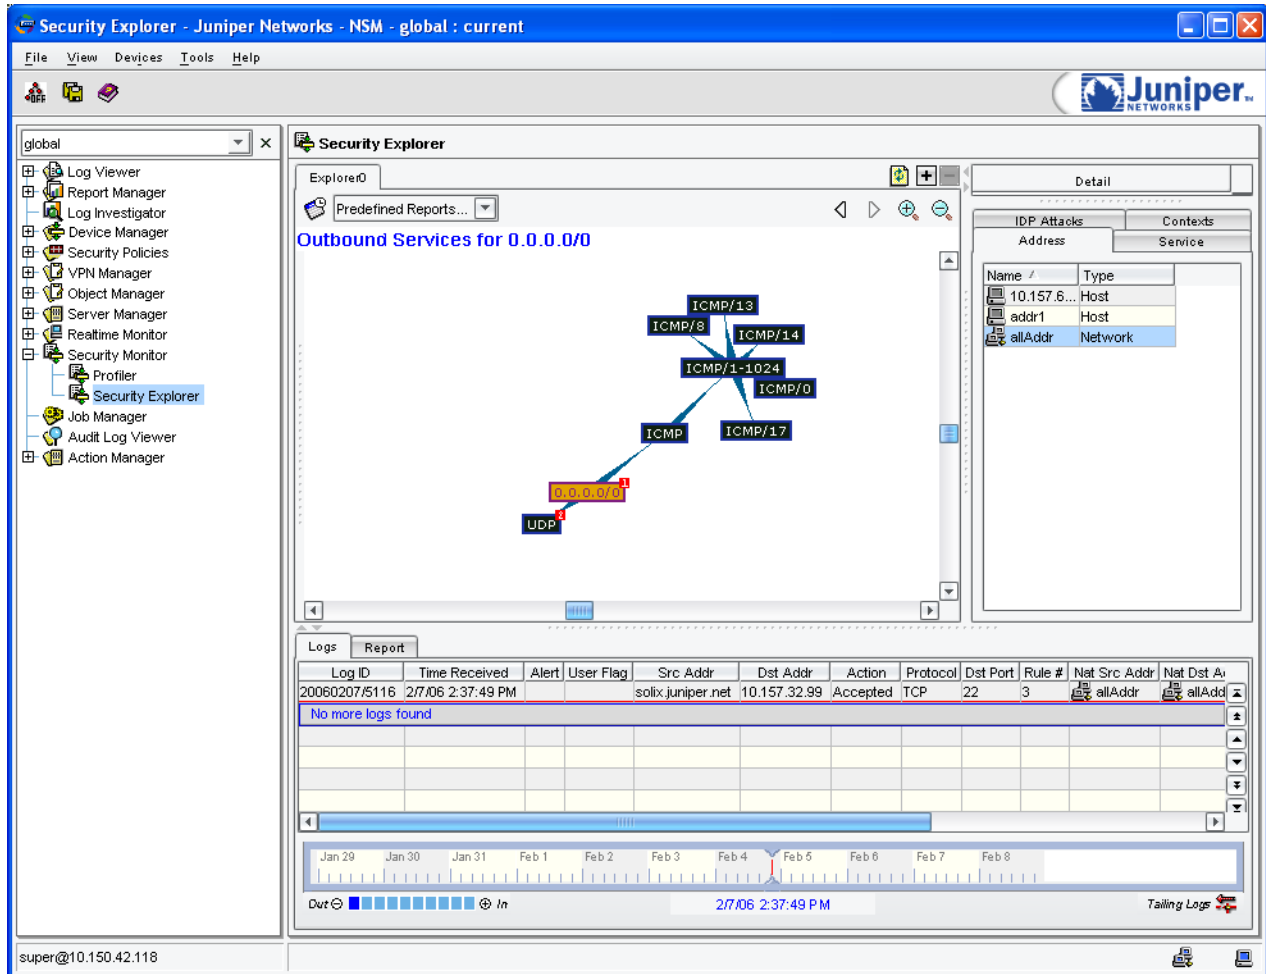 Security Explorer - Juniper Networks - NSM - global : current
File View Devices Tools Help
OFF
Juniper
NETWORKS
global
Log Viewer
Report Manager
Log Investigator
Device Manager
Security Policies
VPN Manager
Object Manager
Server Manager
Realtime Monitor
Security Monitor
Profiler
Security Explorer
Job Manager
Audit Log Viewer
Action Manager
Security Explorer
Explorer0
Predefined Reports...
Outbound Services for 0.0.0.0/0
ICMP/13
ICMP/8
ICMP/14
ICMP/1-1024
ICMP/0
ICMP
ICMP/17
0.0.0.0/0
1
UDP
Detail
IDP Attacks Contexts
Address Service
Name Type
10.157.6... Host
addr1 Host
allAddr Network
Logs Report
Log ID Time Received Alert User Flag Src Addr Dst Addr Action Protocol Dst Port Rule # Nat Src Addr Nat Dst A
20060207/5116 2/7/06 2:37:49 PM solix.juniper.net 10.157.32.99 Accepted TCP 22 3 allAddr allAdd
No more logs found
Jan 29 Jan 30 Jan 31 Feb 1 Feb 2 Feb 3 Feb 4 Feb 5 Feb 6 Feb 7 Feb 8
Out In 2/7/06 2:37:49 PM Tailing Logs
super@10.150.42.118